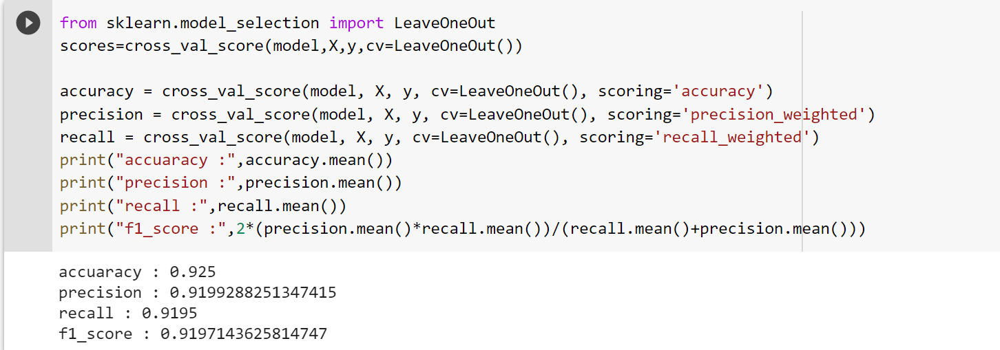 from sklearn.model_selection import LeaveOneOut
scores=cross_val_score(model,X,y,cv=LeaveOneOut())
accuracy = cross_val_score(model, X, y, cv=LeaveOneOut(), scoring='accuracy')
precision = cross_val_score(model, X, y, cv=LeaveOneOut(), scoring='precision_weighted')
recall = cross_val_score(model, X, y, cv=LeaveOneOut(), scoring='recall_weighted')
print("accuaracy :",accuracy.mean())
print("precision :",precision.mean())
print("recall :",recall.mean())
print("f1_score :",2*(precision.mean()*recall.mean())/(recall.mean()+precision.mean()))
accuaracy : 0.925
precision : 0.9199288251347415
recall : 0.9195
f1_score : 0.9197143625814747